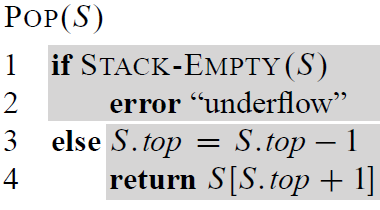 POP(S)
1 if STACK-EMPTY(S)
2 error “underflow”
3 else S.top = S.top − 1
4 return S[S.top + 1]